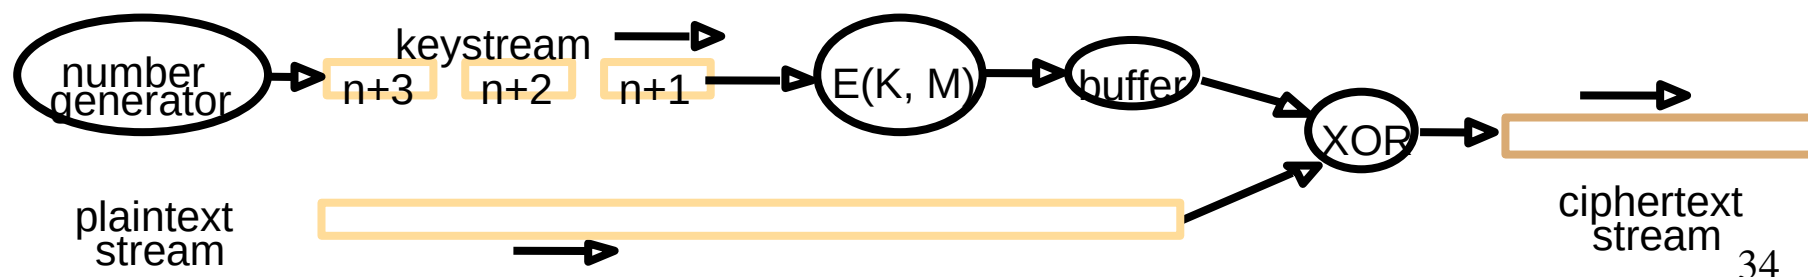 keystream
number
generator
n+3
n+2
n+1
E(K, M)
buffer
XOR
plaintext
stream
ciphertext
stream
34